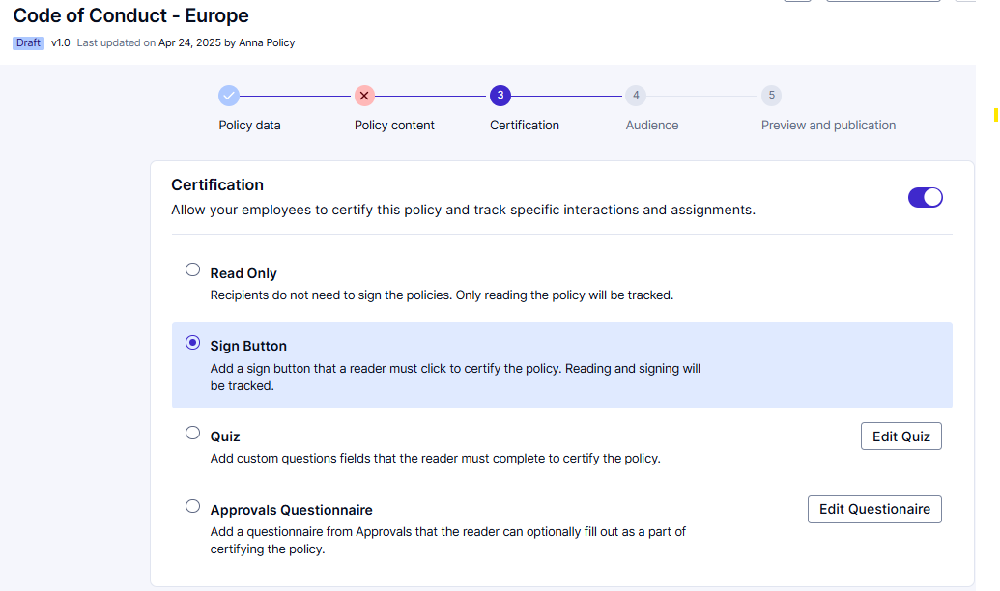 Code of Conduct - Europe
Draft v1.0 Last updated on Apr 24, 2025 by Anna Policy
3 4 5
Policy data Policy content Certification Audience Preview and publication
Certification
Allow your employees to certify this policy and track specific interactions and assignments.
Read Only
Recipients do not need to sign the policies. Only reading the policy will be tracked.
Sign Button
Add a sign button that a reader must click to certify the policy. Reading and signing will
be tracked.
Quiz Edit Quiz
Add custom questions fields that the reader must complete to certify the policy.
Approvals Questionnaire Edit Questionaire
Add a questionnaire from Approvals that the reader can optionally fill out as a part of
certifying the policy.